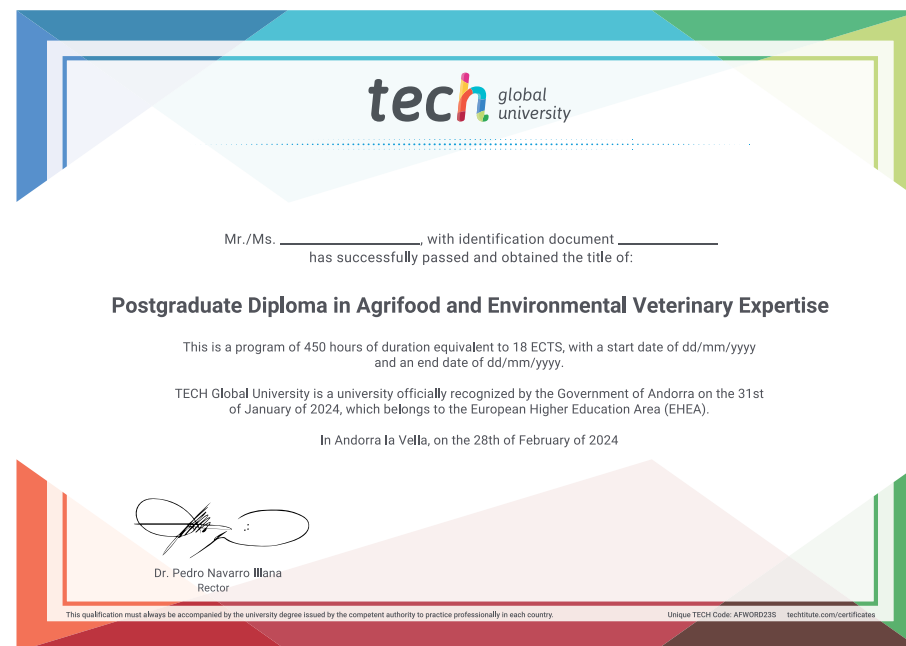 tech global university
Mr./Ms. ____________________, with identification document ______________
has successfully passed and obtained the title of:
Postgraduate Diploma in Agrifood and Environmental Veterinary Expertise
This is a program of 450 hours of duration equivalent to 18 ECTS, with a start date of dd/mm/yyyy
and an end date of dd/mm/yyyy.
TECH Global University is a university officially recognized by the Government of Andorra on the 31st
of January of 2024, which belongs to the European Higher Education Area (EHEA).
In Andorra la Vella, on the 28th of February of 2024
Dr. Pedro Navarro Illana
Rector
This qualification must always be accompanied by the university degree issued by the competent authority to practice professionally in each country.
Unique TECH Code: AFWORD23S techtitute.com/certificates